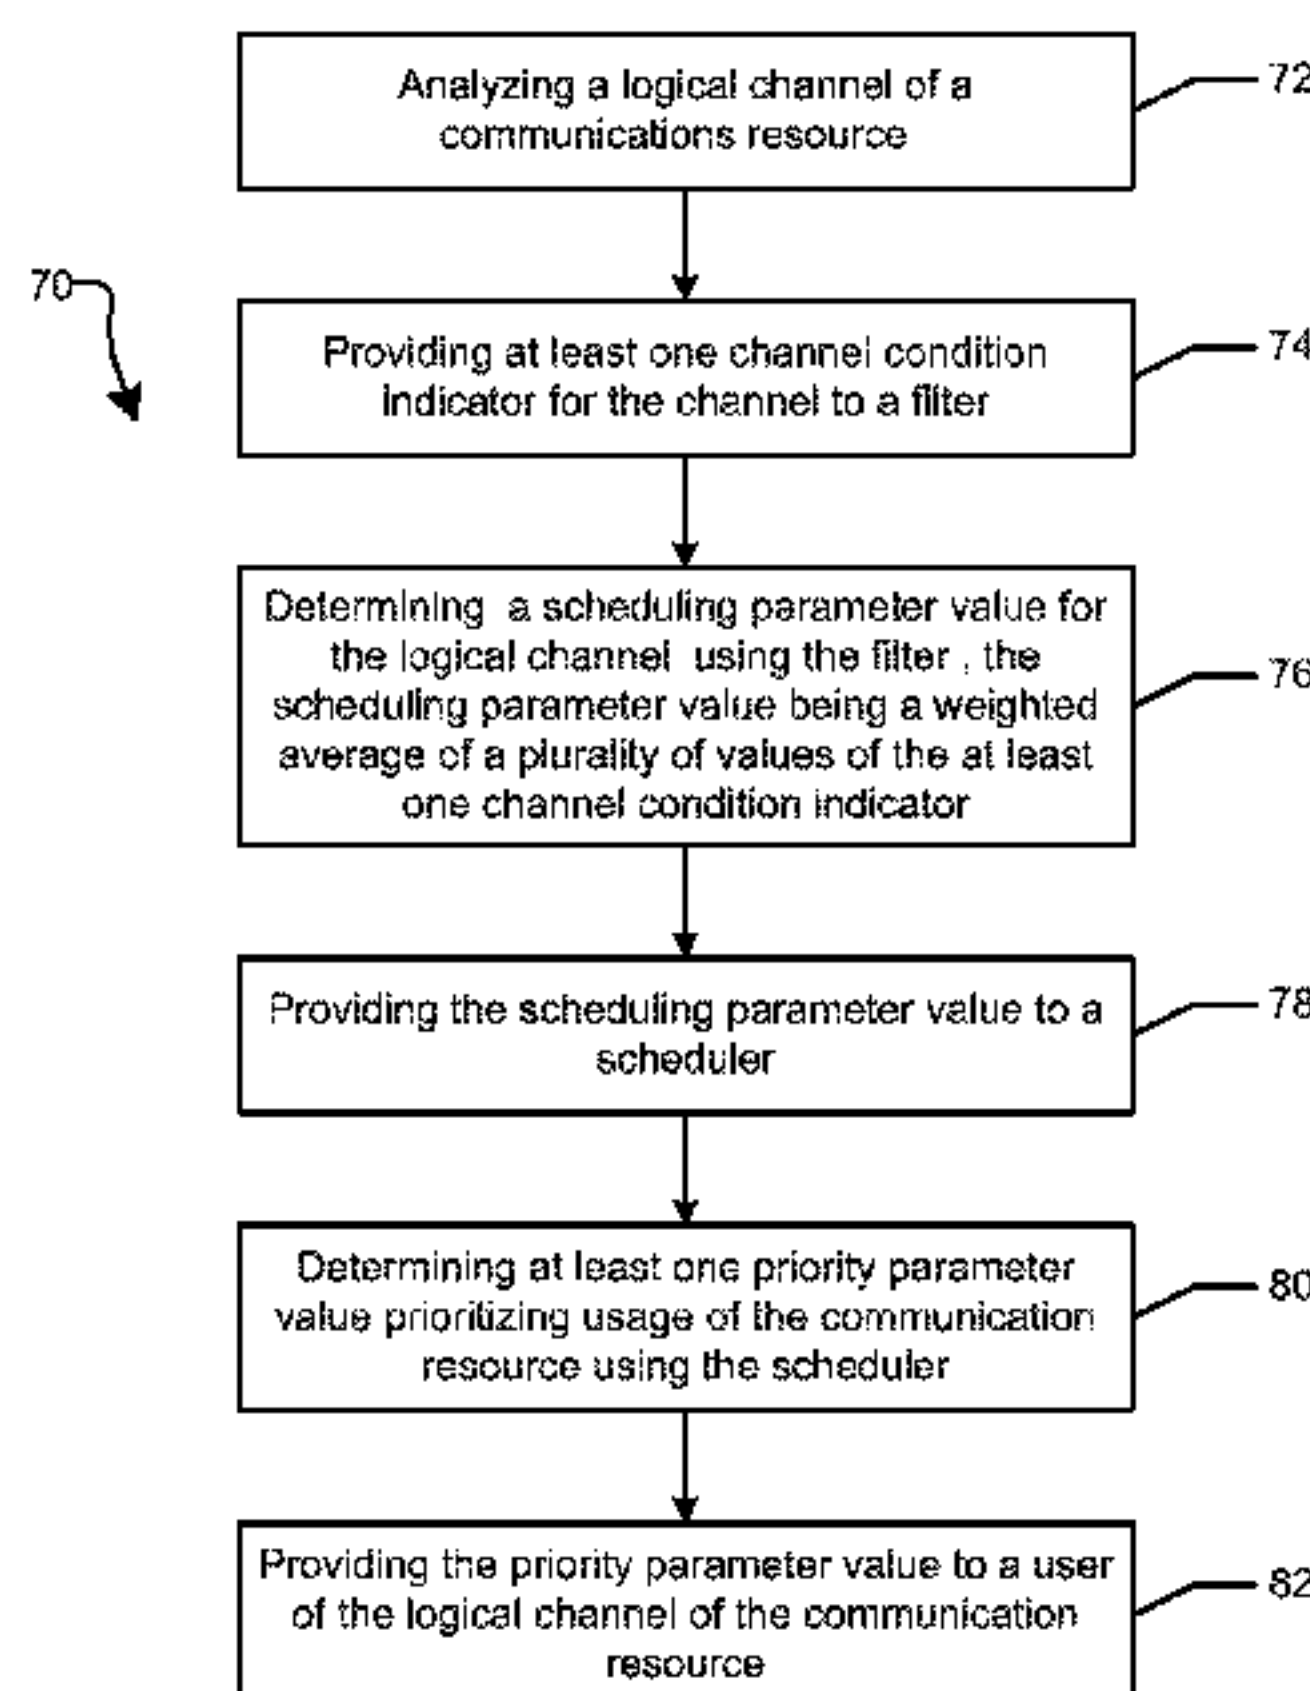 Analyzing a logical channel of a
communications resource
72
70
Providing at least one channel condition
indicator for the channel to a filter
74
Determining a scheduling parameter value for
the logical channel using the filter , the
scheduling parameter value being a weighted
average of a plurality of values of the at least
one channel condition indicator
76
Providing the scheduling parameter value to a
scheduler
78
Determining at least one priority parameter
value prioritizing usage of the communication
resource using the scheduler
80
Providing the priority parameter value to a user
of the logical channel of the communication
resource
82